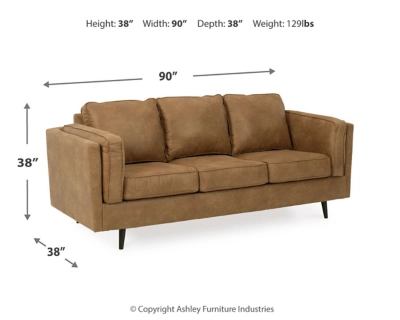 Height: 38” Width: 90” Depth: 38” Weight: 129lbs
90”
38”
38”
© Copyright Ashley Furniture Industries